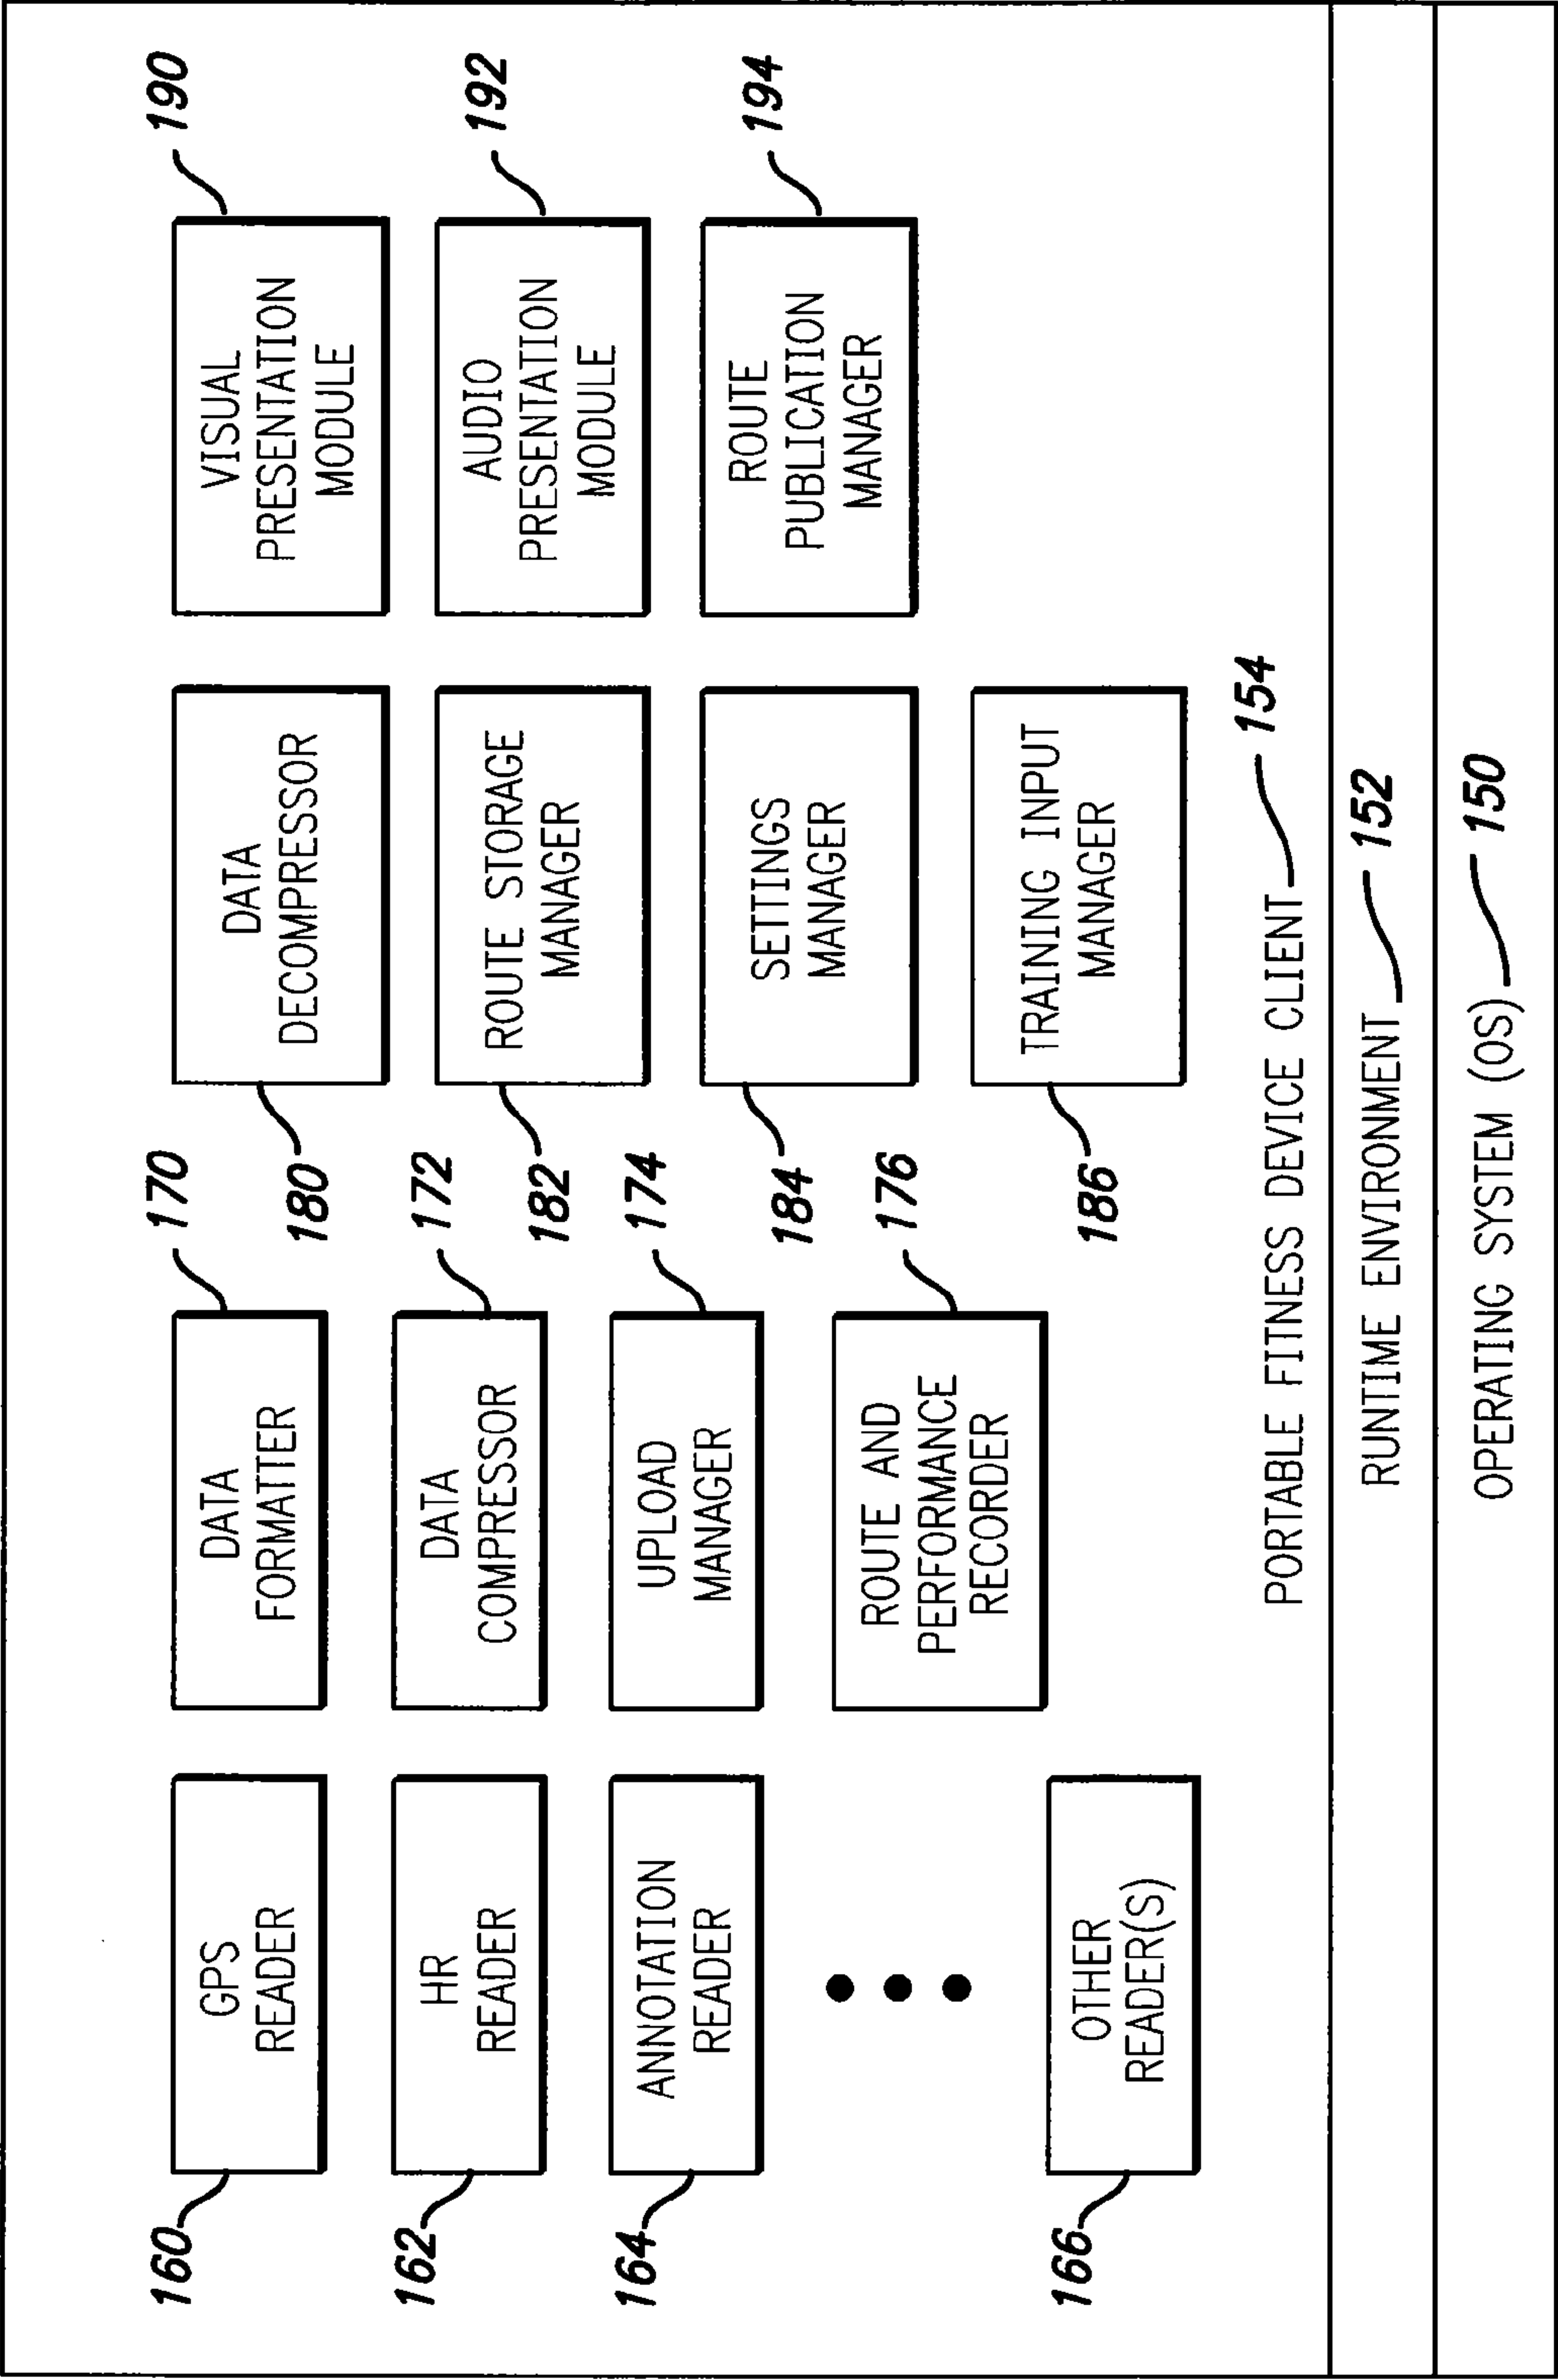 160
GPS
READER
162
HR
READER
164
ANNOTATION
READER
166
OTHER
READER(S)
170
DATA
FORMATTER
172
DATA
COMPRESSOR
174
UPLOAD
MANAGER
176
ROUTE AND
PERFORMANCE
RECORDER
180
DATA
DECOMPRESSOR
182
ROUTE STORAGE
MANAGER
184
SETTINGS
MANAGER
186
TRAINING INPUT
MANAGER
190
VISUAL
PRESENTATION
MODULE
192
AUDIO
PRESENTATION
MODULE
194
ROUTE
PUBLICATION
MANAGER
PORTABLE FITNESS DEVICE CLIENT 154
RUNTIME ENVIRONMENT 152
OPERATING SYSTEM (OS) 150